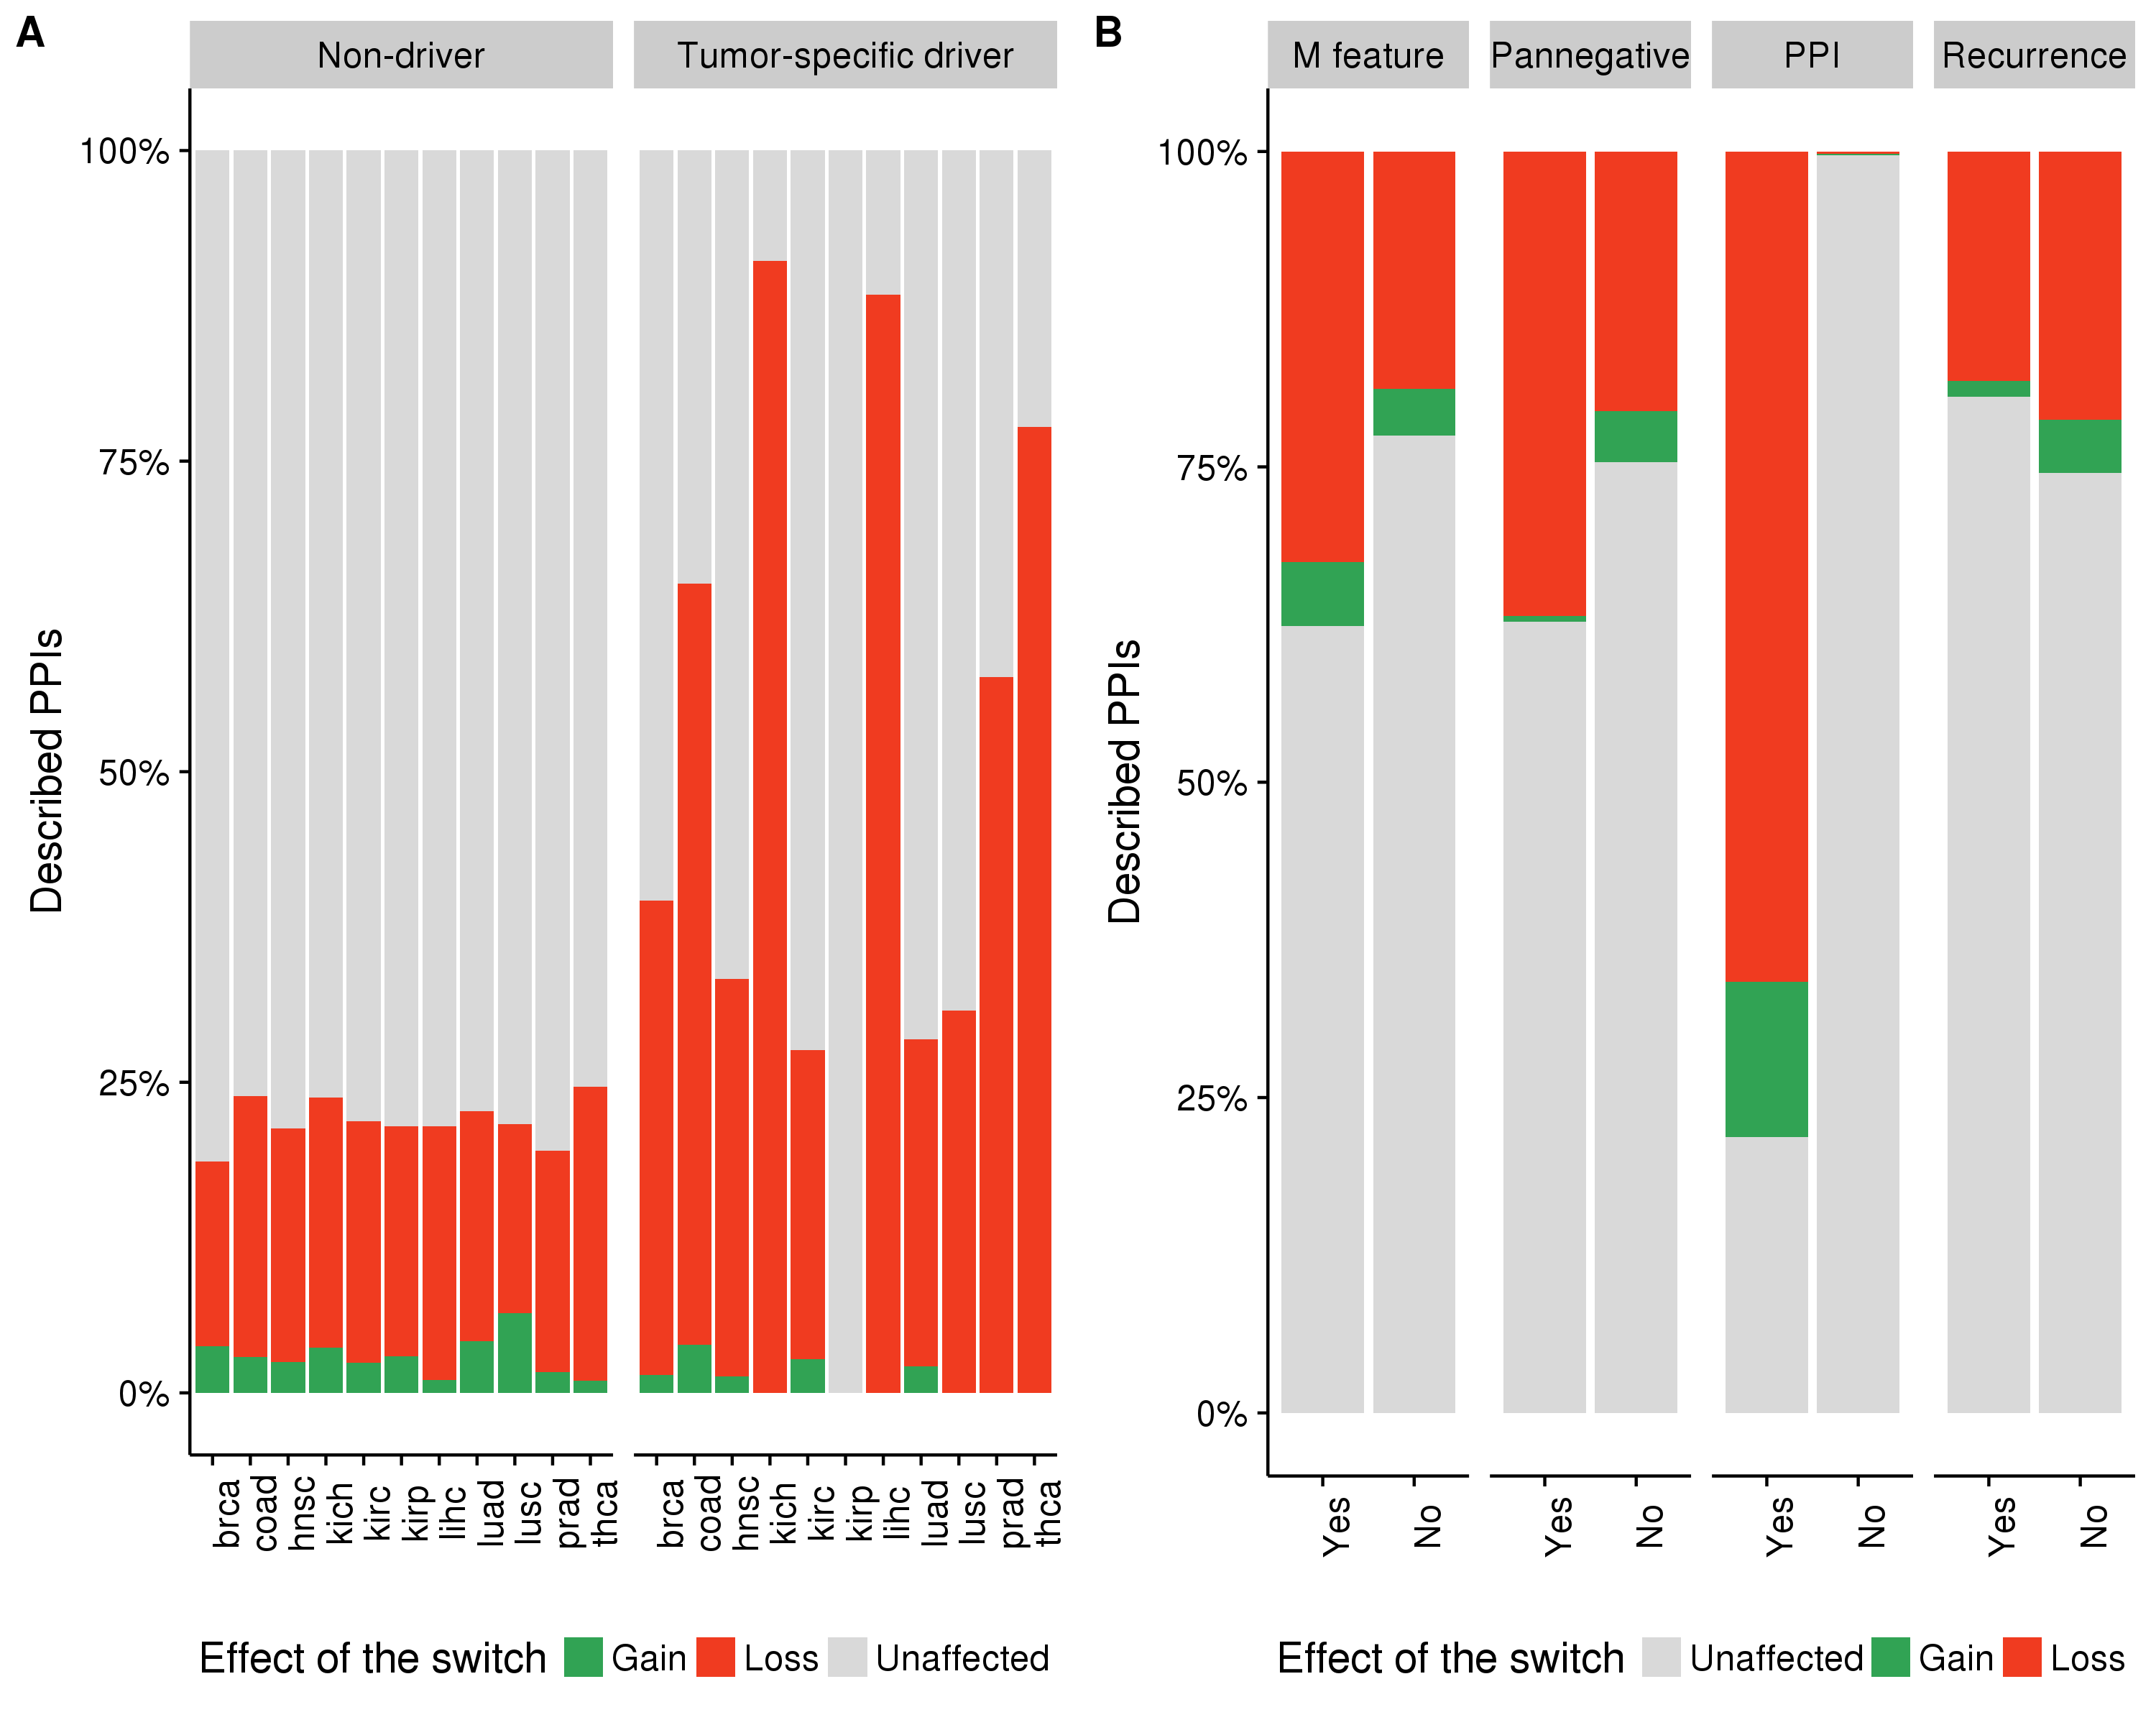 A
Non-driver
Tumor-specific driver
100%
75%
50%
25%
0%
Described PPIs
brca
coad
hnsc
kich
kirc
kirp
lihc
luad
lusc
prad
thca
brca
coad
hnsc
kich
kirc
kirp
lihc
luad
lusc
prad
thca
Effect of the switch Gain Loss Unaffected
B
M feature
Pannegative
PPI
Recurrence
100%
75%
50%
25%
0%
Described PPIs
Yes
No
Yes
No
Yes
No
Yes
No
Effect of the switch Unaffected Gain Loss